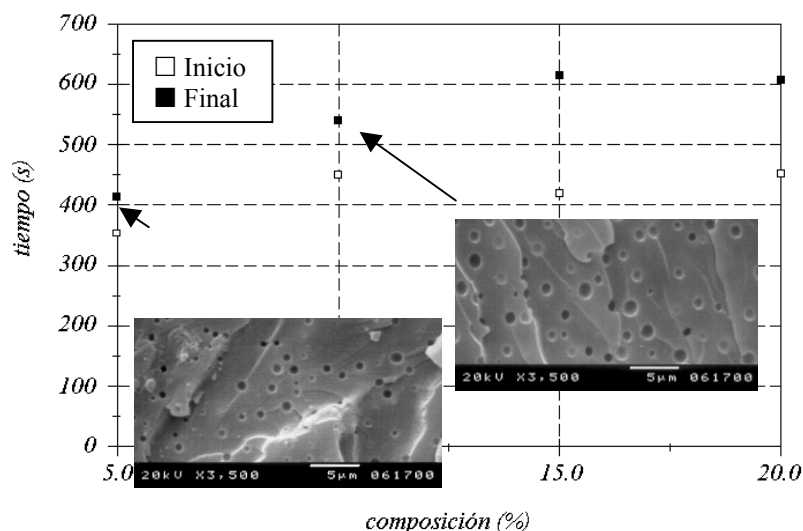 700
600
500
400
300
200
100
0
tiempo (s)
Inicio
Final
20kV X3,500 5µm 061700
20kV X3,500 5µm 061700
5.0
15.0
20.0
composición (%)